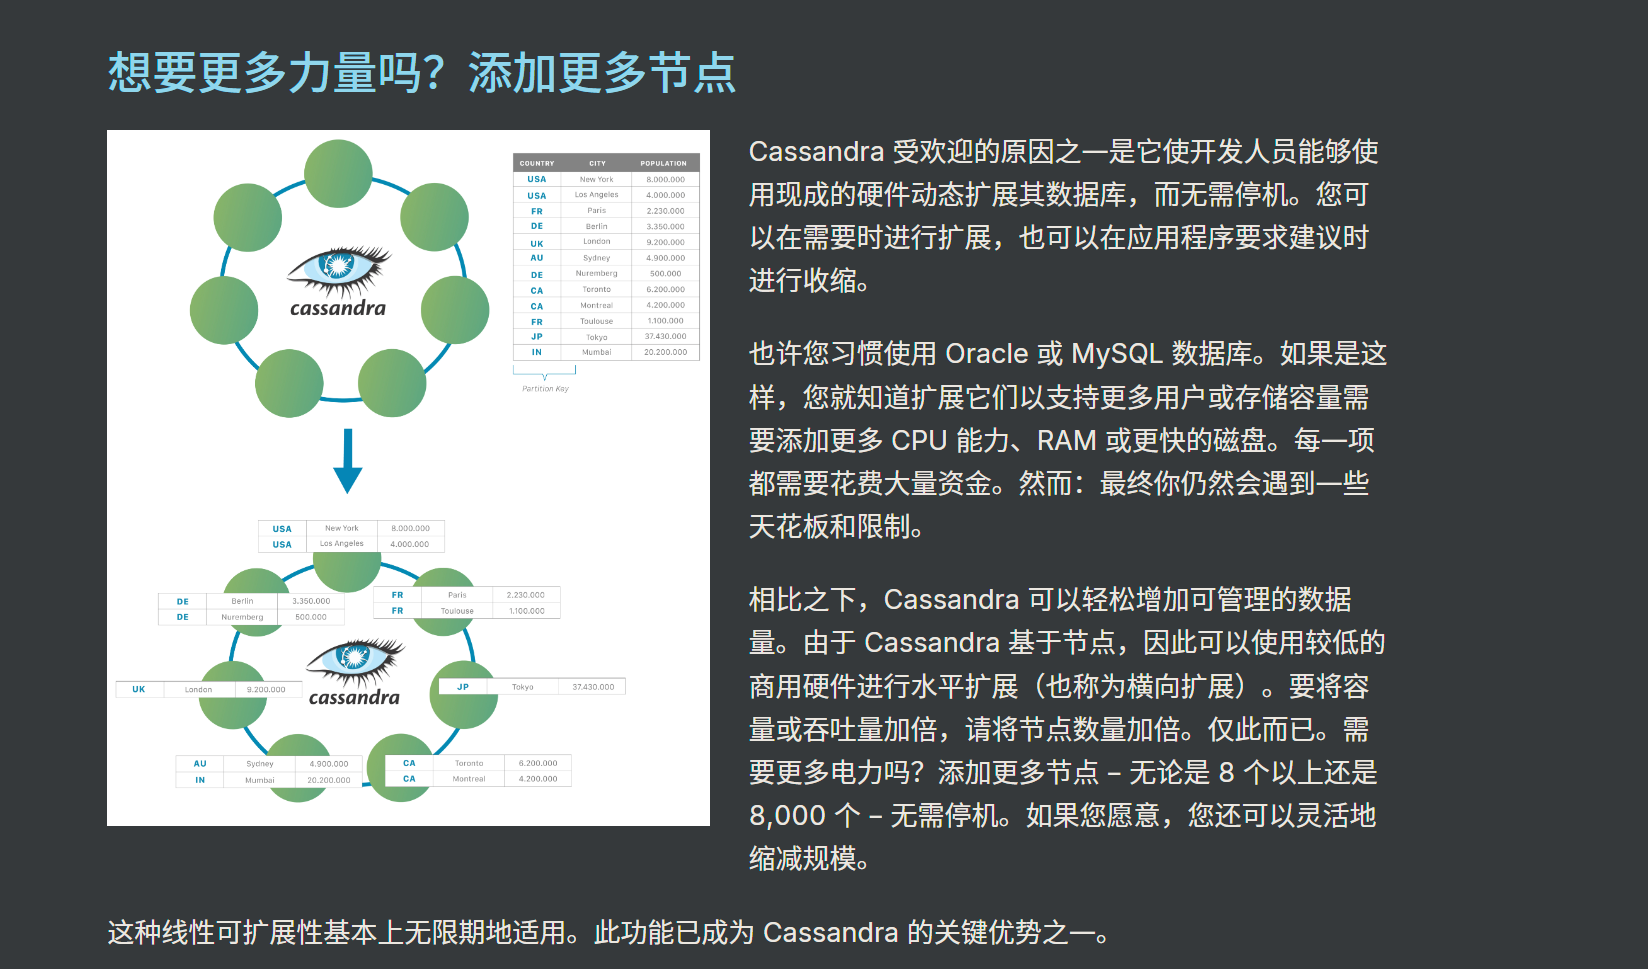 想要更多力量吗？添加更多节点
COUNTRY CITY POPULATION
USA New York 8.000.000
USA Los Angeles 4.000.000
FR Paris 2.230.000
DE Berlin 3.350.000
UK London 9.200.000
AU Sydney 4.900.000
DE Nuremberg 500.000
CA Toronto 6.200.000
CA Montreal 4.200.000
FR Toulouse 1.100.000
JP Tokyo 37.430.000
IN Mumbai 20.200.000
Partition Key
cassandra
USA New York 8.000.000
USA Los Angeles 4.000.000
DE Berlin 3.350.000
DE Nuremberg 500.000
FR Paris 2.230.000
FR Toulouse 1.100.000
cassandra
UK London 9.200.000
JP Tokyo 37.430.000
AU Sydney 4.900.000
IN Mumbai 20.200.000
CA Toronto 6.200.000
CA Montreal 4.200.000
Cassandra 受欢迎的原因之一是它使开发人员能够使
用现成的硬件动态扩展其数据库，而无需停机。您可
以在需要时进行扩展，也可以在应用程序要求建议时
进行收缩。
也许您习惯使用 Oracle 或 MySQL 数据库。如果是这
样，您就知道扩展它们以支持更多用户或存储容量需
要添加更多 CPU 能力、RAM 或更快的磁盘。每一项
都需要花费大量资金。然而：最终你仍然会遇到一些
天花板和限制。
相比之下，Cassandra 可以轻松增加可管理的数据
量。由于 Cassandra 基于节点，因此可以使用较低的
商用硬件进行水平扩展（也称为横向扩展）。要将容
量或吞吐量加倍，请将节点数量加倍。仅此而已。需
要更多电力吗？添加更多节点 – 无论是 8 个以上还是
8,000 个 – 无需停机。如果您愿意，您还可以灵活地
缩减规模。
这种线性可扩展性基本上无限期地适用。此功能已成为 Cassandra 的关键优势之一。